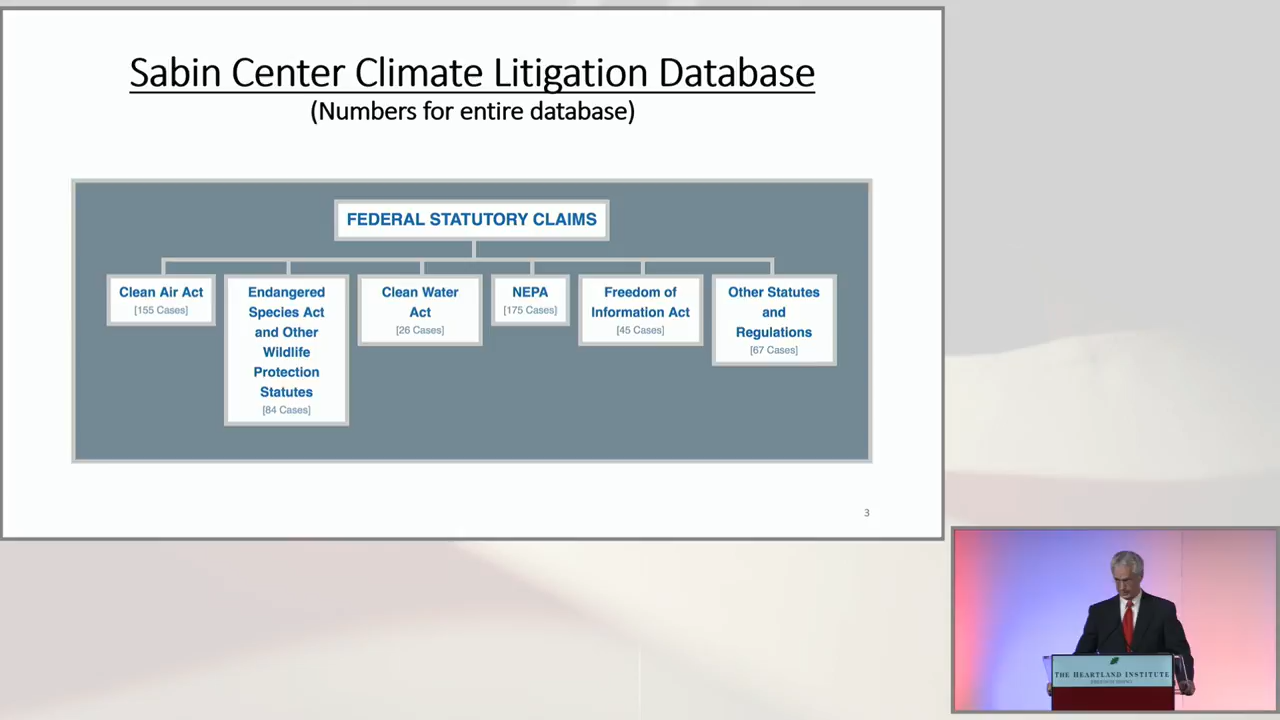 Sabin Center Climate Litigation Database
(Numbers for entire database)
FEDERAL STATUTORY CLAIMS
Clean Air Act
[155 Cases]
Endangered
Species Act
and Other
Wildlife
Protection
Statutes
[84 Cases]
Clean Water
Act
[26 Cases]
NEPA
[175 Cases]
Freedom of
Information Act
[45 Cases]
Other Statutes
and
Regulations
[67 Cases]
3
THE HEARTLAND INSTITUTE